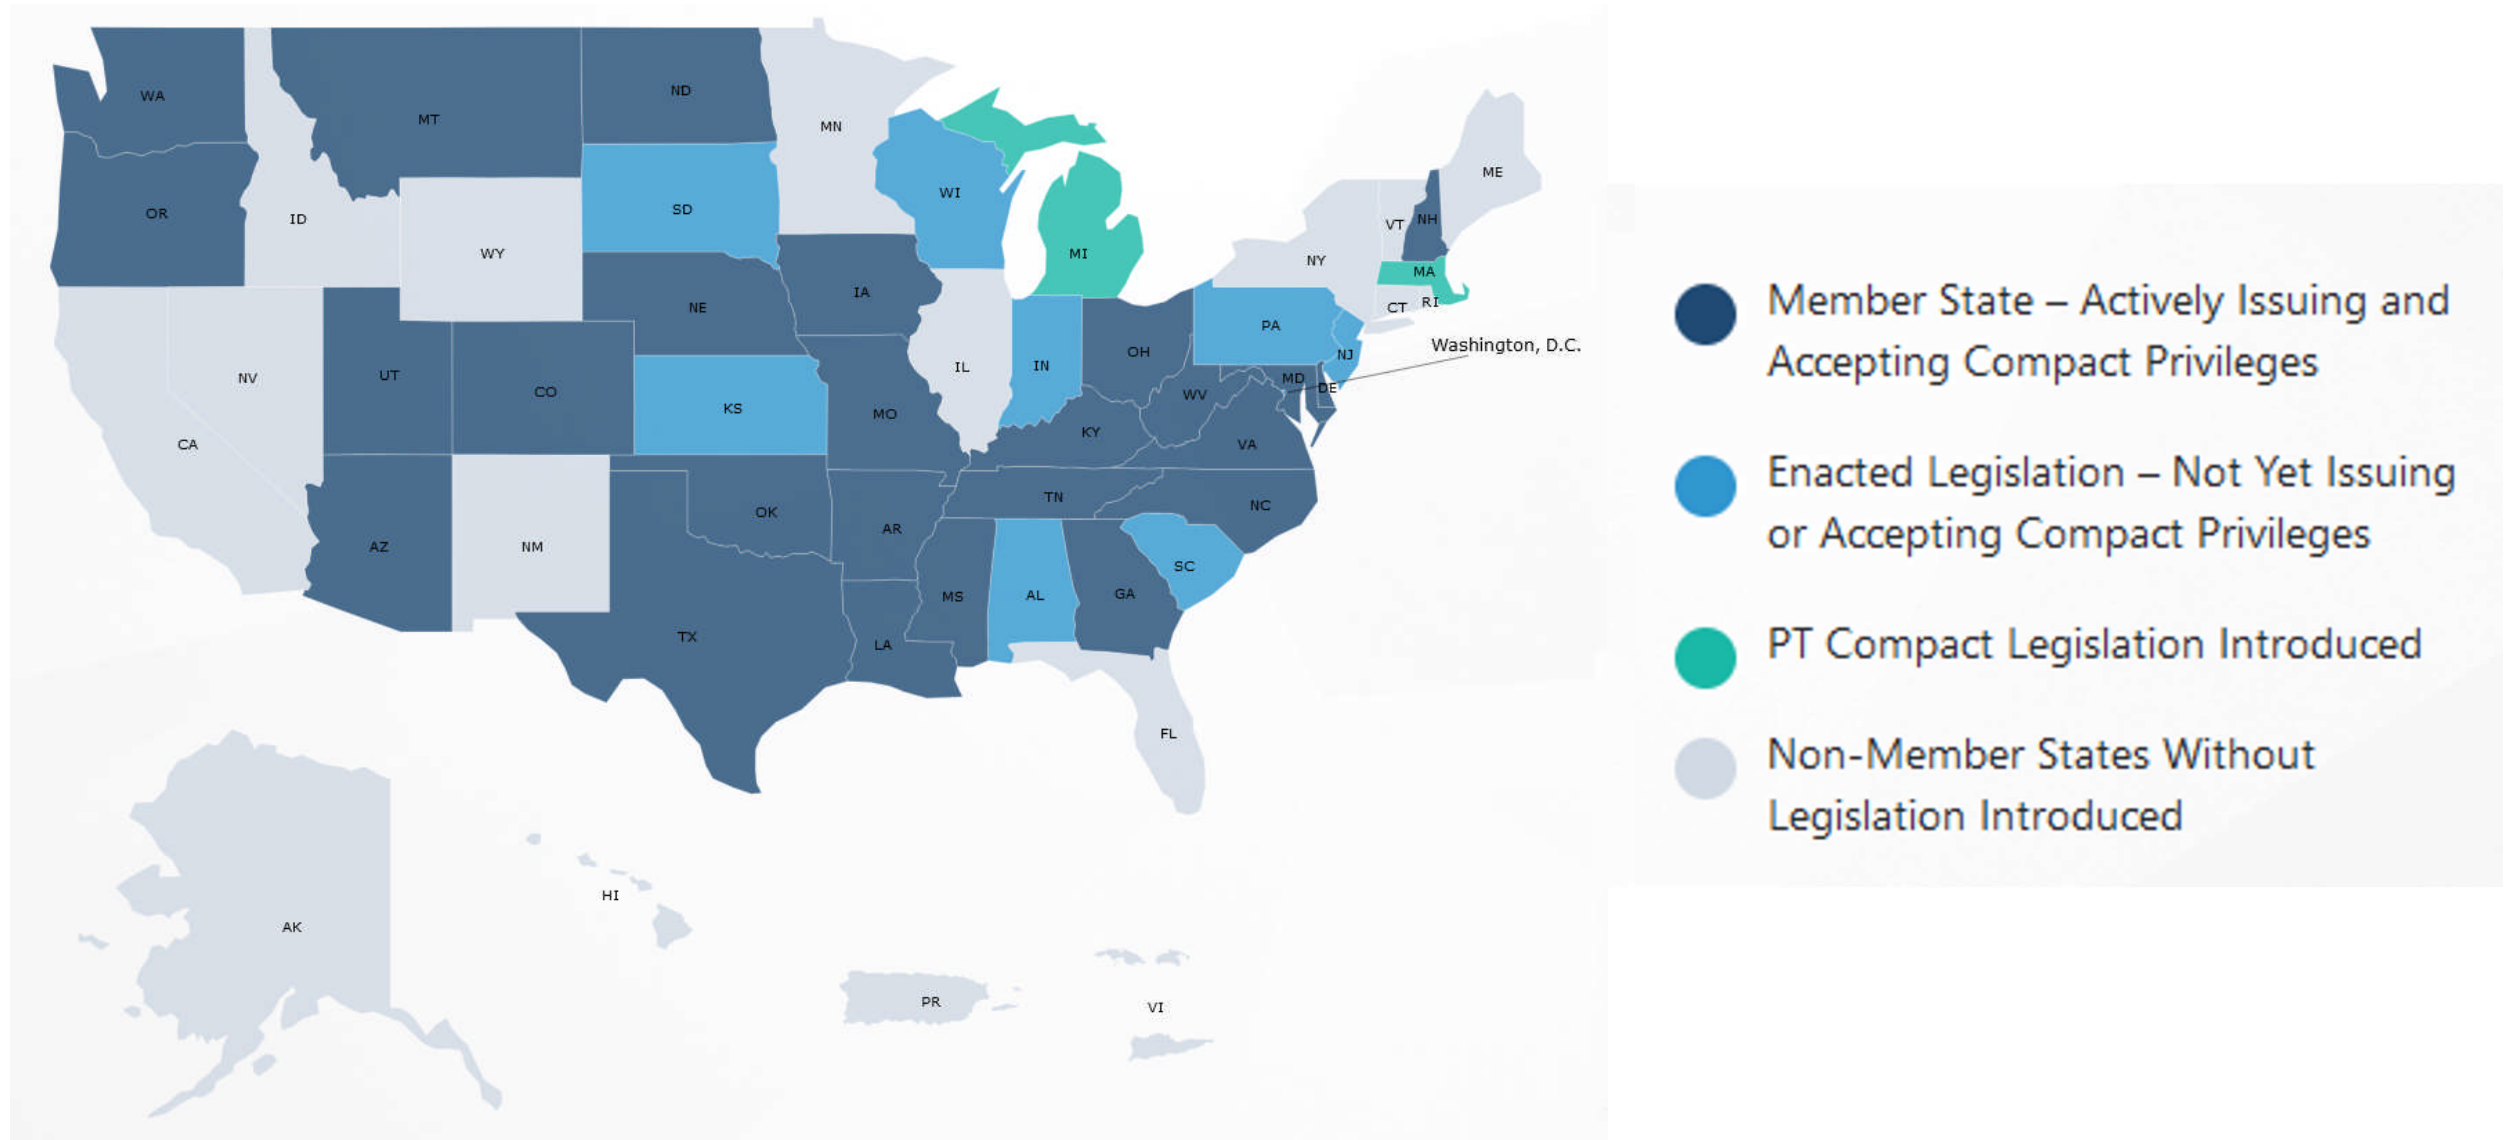 WA
MT
ND
MN
OR
ID
WY
SD
WI
MI
ME
VT
NH
NY
MA
CT
RI
NE
IA
PA
NJ
Washington, D.C.
NV
UT
CO
KS
MO
IL
IN
OH
WV
MD
DE
CA
KY
VA
AZ
NM
OK
AR
TN
NC
TX
LA
MS
AL
GA
SC
FL
AK
HI
PR
VI
Member State – Actively Issuing and
Accepting Compact Privileges
Enacted Legislation – Not Yet Issuing
or Accepting Compact Privileges
PT Compact Legislation Introduced
Non-Member States Without
Legislation Introduced